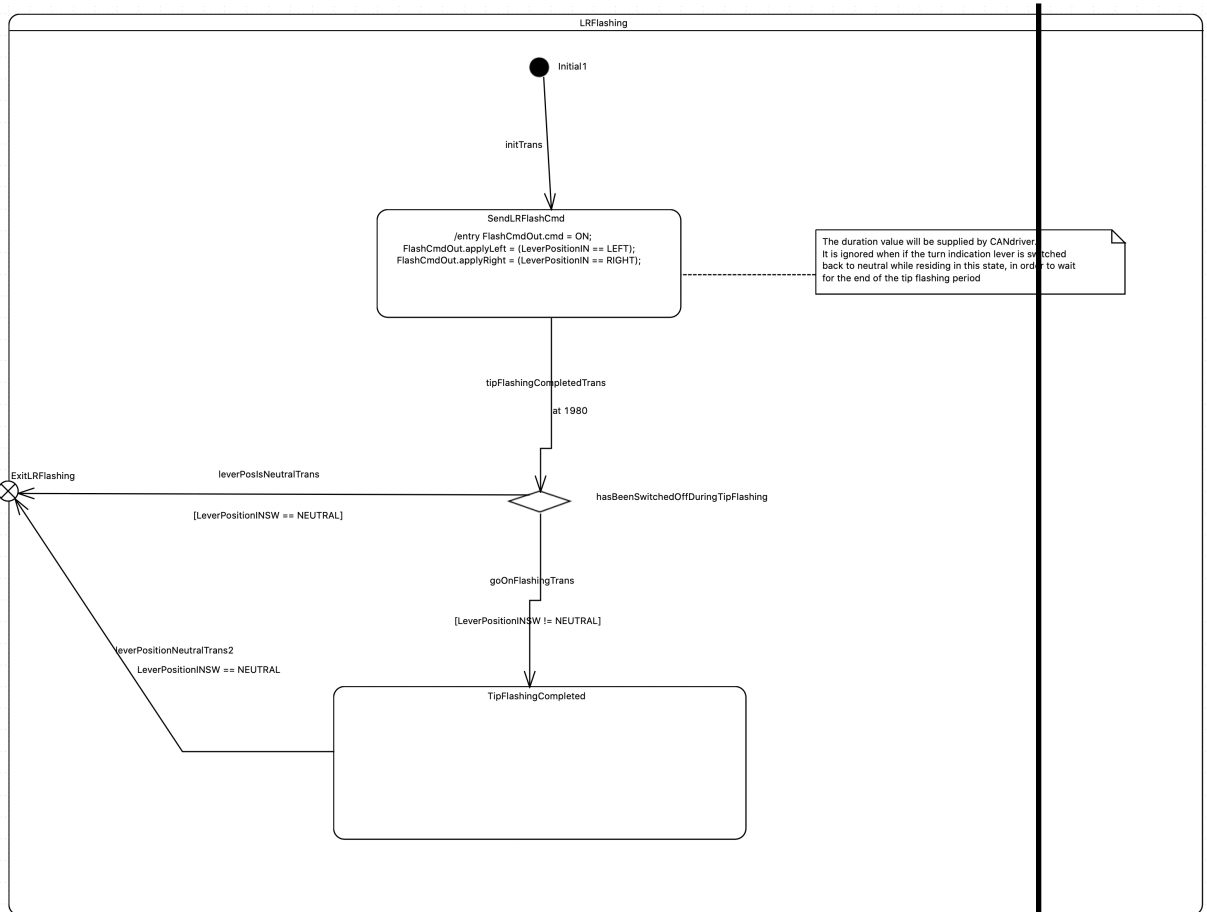 LRFlashing
Initial1
initTrans
SendLRFlashCmd
/entry FlashCmdOut.cmd = ON;
FlashCmdOut.applyLeft = (LeverPositionIN == LEFT);
FlashCmdOut.applyRight = (LeverPositionIN == RIGHT);
The duration value will be supplied by CANdriver.
It is ignored when if the turn indication lever is switched
back to neutral while residing in this state, in order to wait
for the end of the tip flashing period
tipFlashingCompletedTrans
at 1980
ExitLRFlashing
leverPosIsNeutralTrans
hasBeenSwitchedOffDuringTipFlashing
[LeverPositionINSW == NEUTRAL]
goOnFlashingTrans
[LeverPositionINSW != NEUTRAL]
leverPositionNeutralTrans2
LeverPositionINSW == NEUTRAL
TipFlashingCompleted